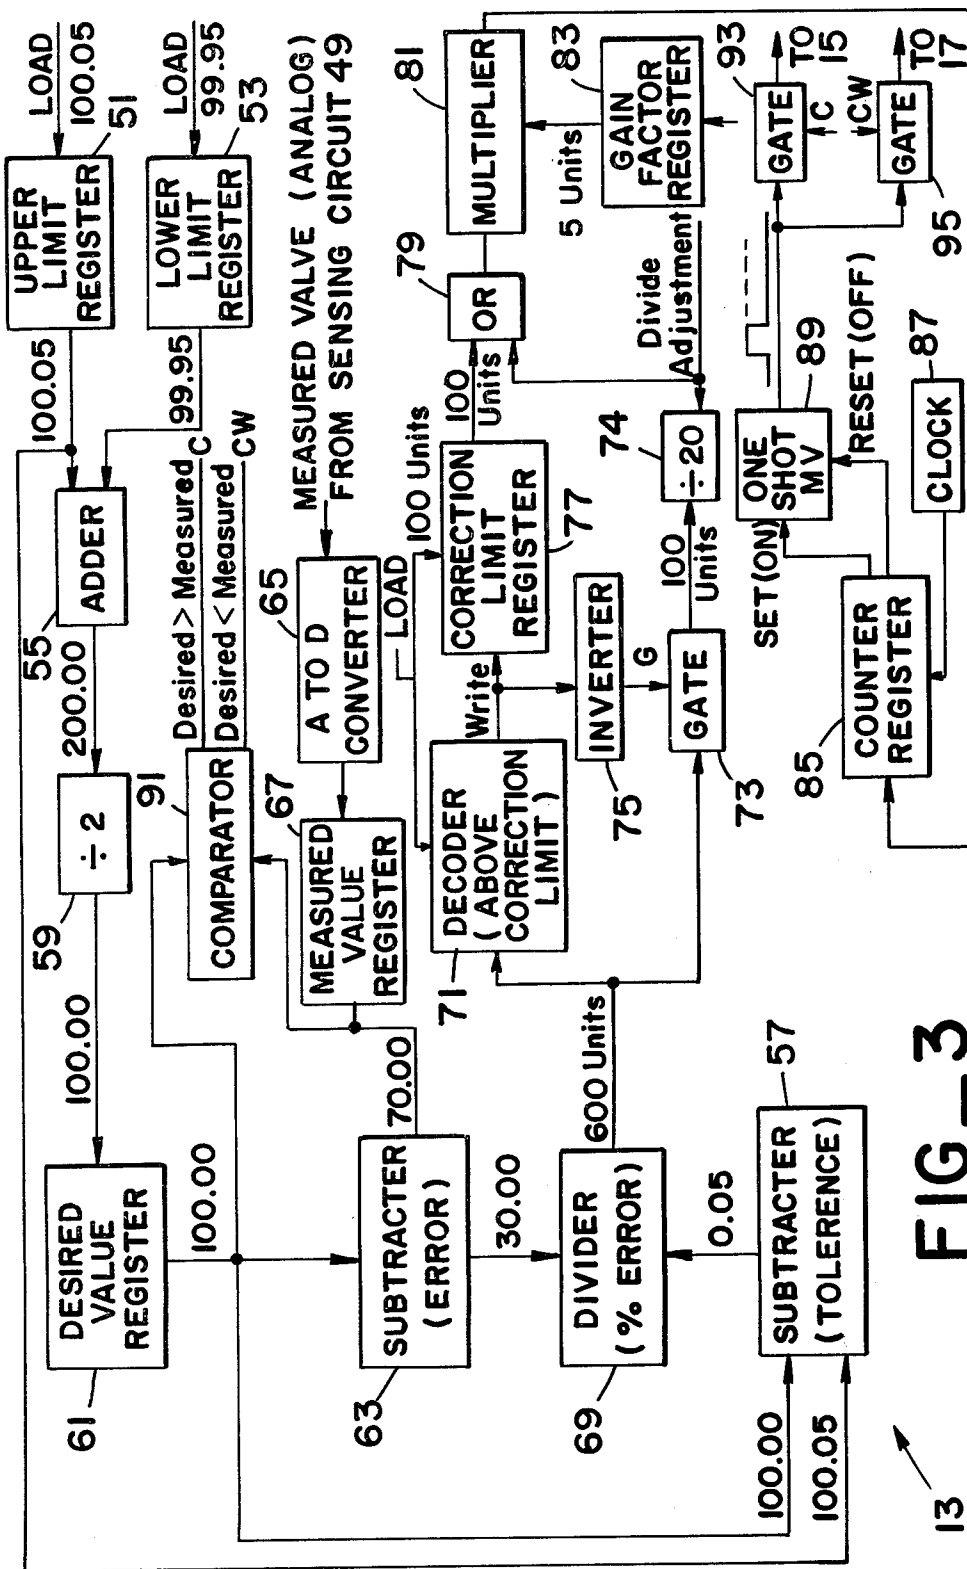 LOAD
100.05
51
UPPER
LIMIT
REGISTER
100.05
LOAD
99.95
53
LOWER
LIMIT
REGISTER
99.95
ADDER
55
200.00
÷ 2
59
100.00
DESIRED
VALUE
REGISTER
61
100.00
Desired > Measured C
Desired < Measured CW
COMPARATOR
91
MEASURED VALVE (ANALOG)
FROM SENSING CIRCUIT 49
A TO D
CONVERTER
65
MEASURED
VALUE
REGISTER
67
70.00
SUBTRACTER
(ERROR)
63
30.00
DIVIDER
(% ERROR)
69
600 Units
0.05
SUBTRACTER
(TOLERENCE)
57
100.00
100.05
DECODER
(ABOVE
CORRECTION
LIMIT)
71
LOAD
100 Units
Write
CORRECTION
LIMIT
REGISTER
77
100
Units
OR
79
MULTIPLIER
81
5 Units
GAIN
FACTOR
REGISTER
83
Divide
Adjustment
INVERTER
75
G
GATE
73
100
Units
÷ 20
74
COUNTER
REGISTER
85
SET (ON)
RESET (OFF)
ONE
SHOT
MV
89
CLOCK
87
GATE
93
TO
15
C
CW
GATE
95
TO
17
FIG_3
13